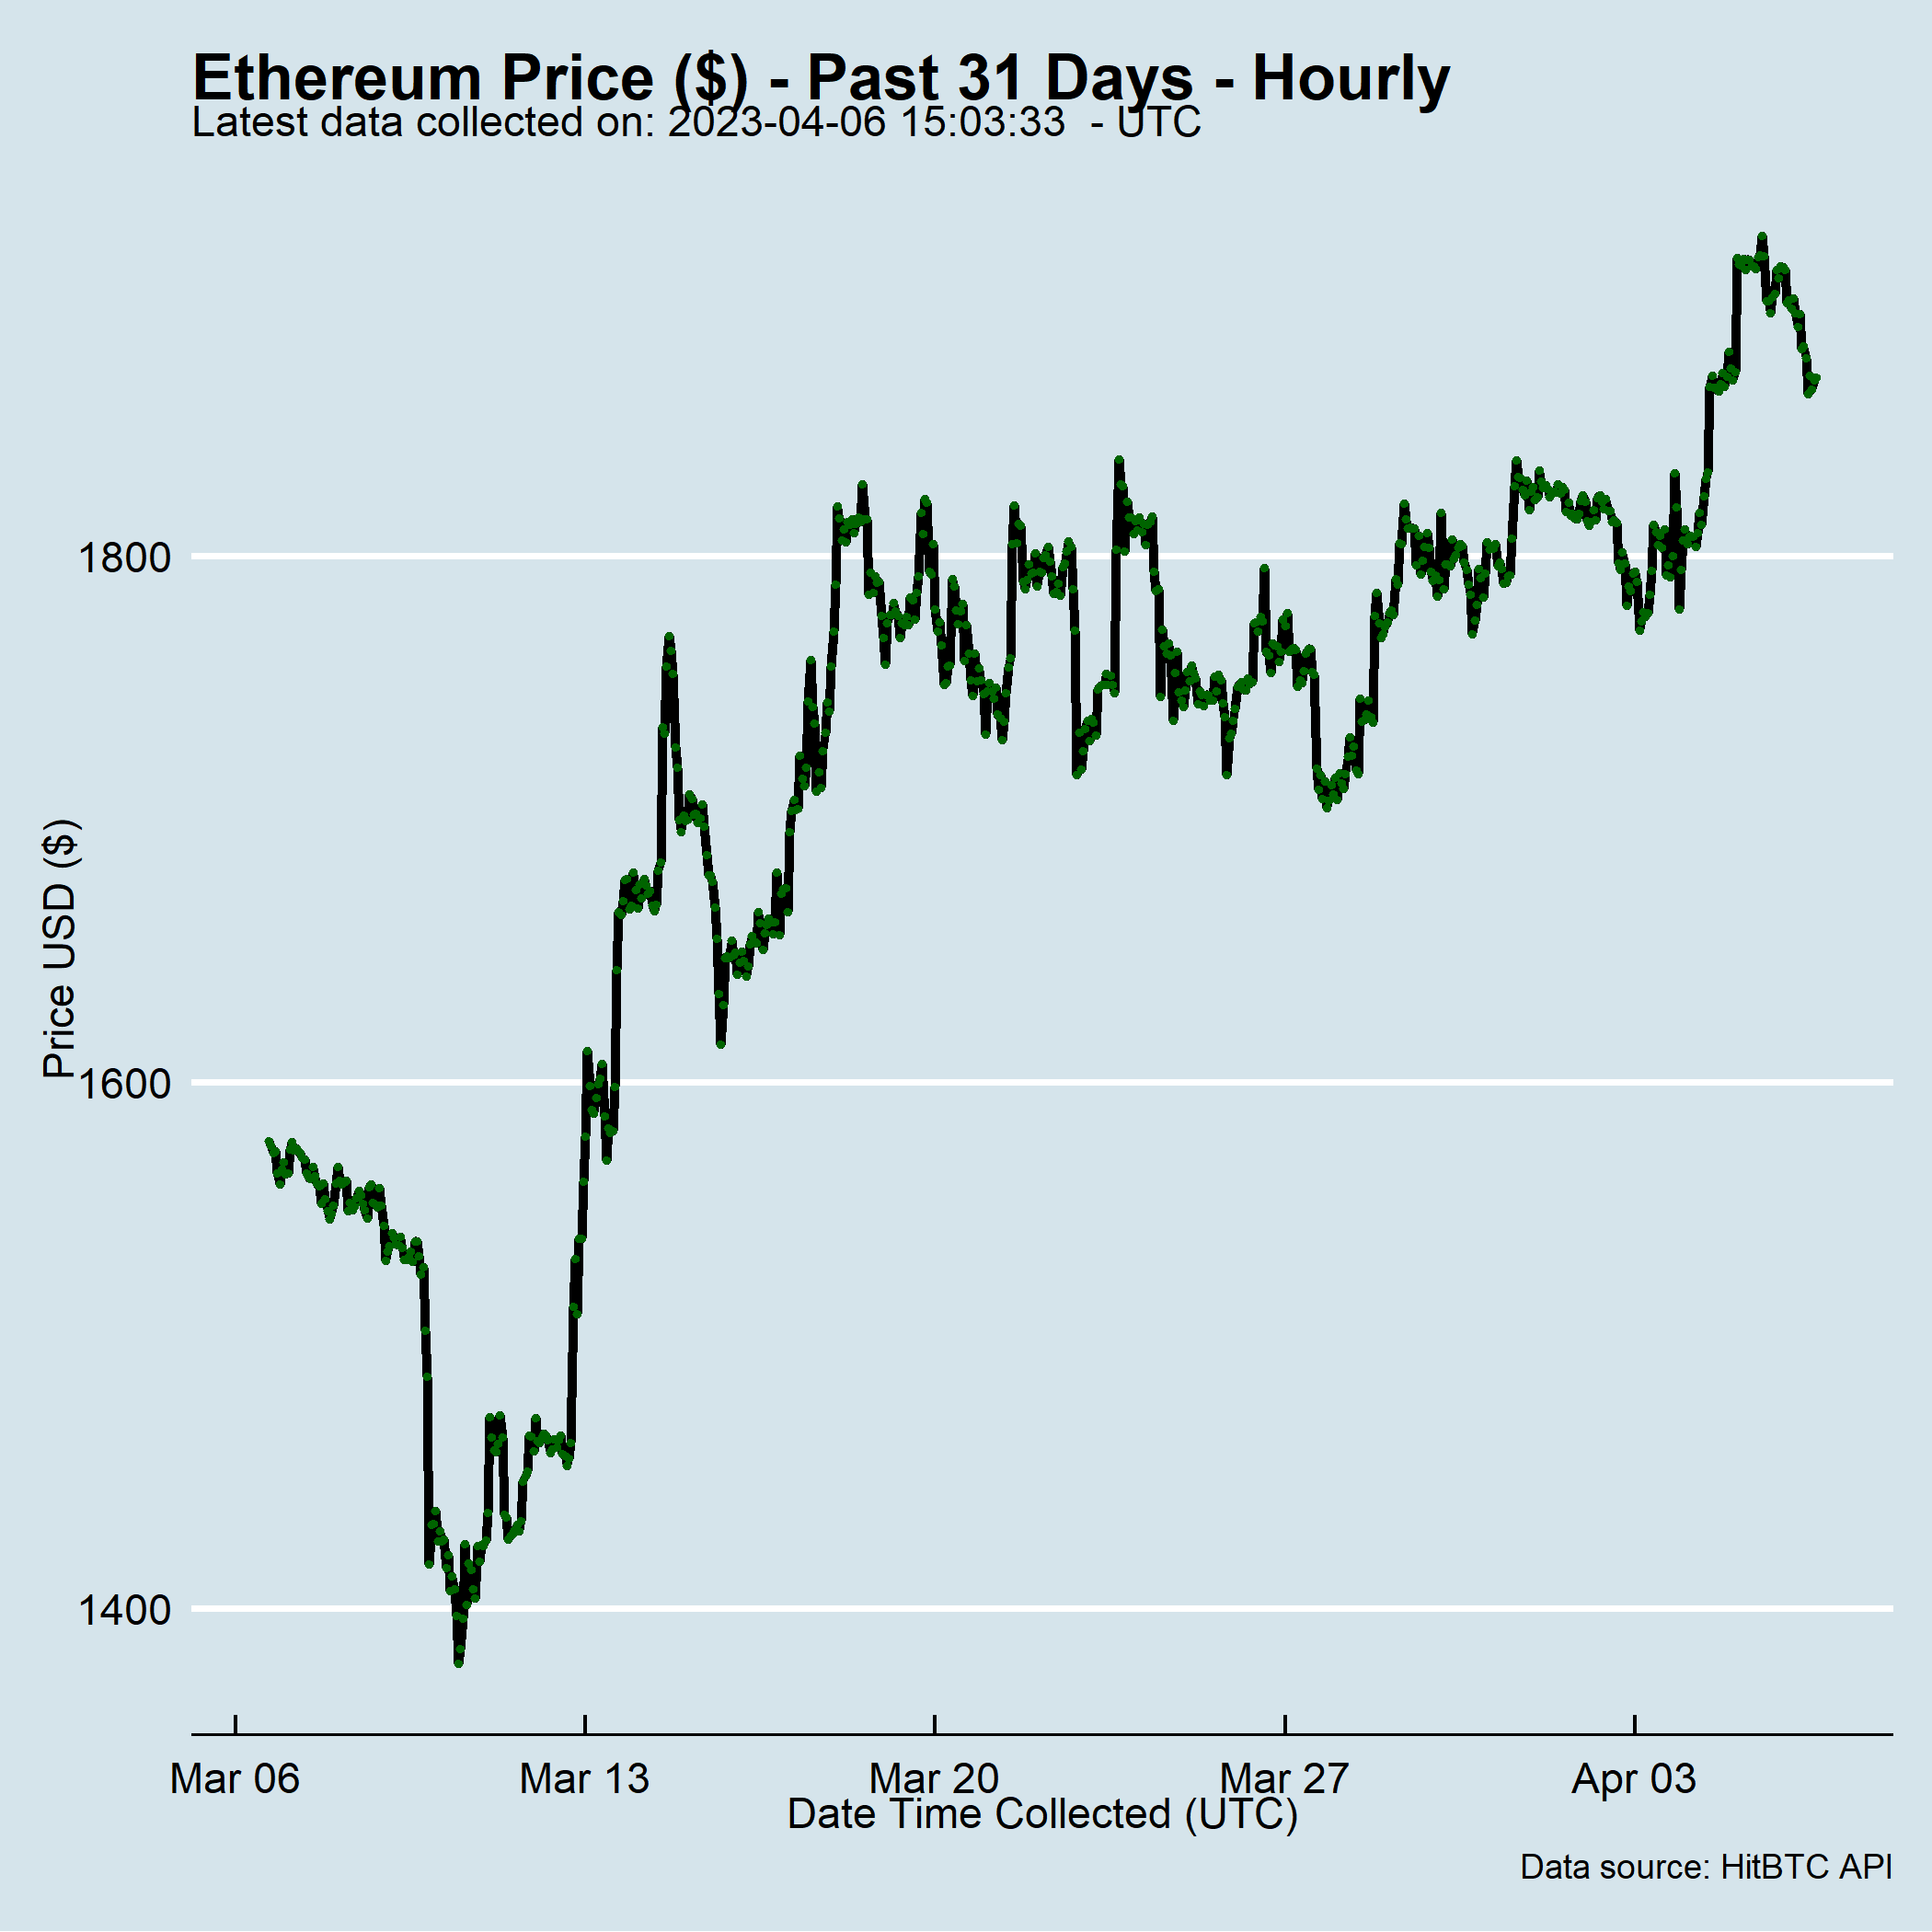 Ethereum Price ($) - Past 31 Days - Hourly
Latest data collected on: 2023-04-06 15:03:33  - UTC
Price USD ($)
1800
1600
1400
Mar 06
Mar 13
Mar 20
Mar 27
Apr 03
Date Time Collected (UTC)
Data source: HitBTC API